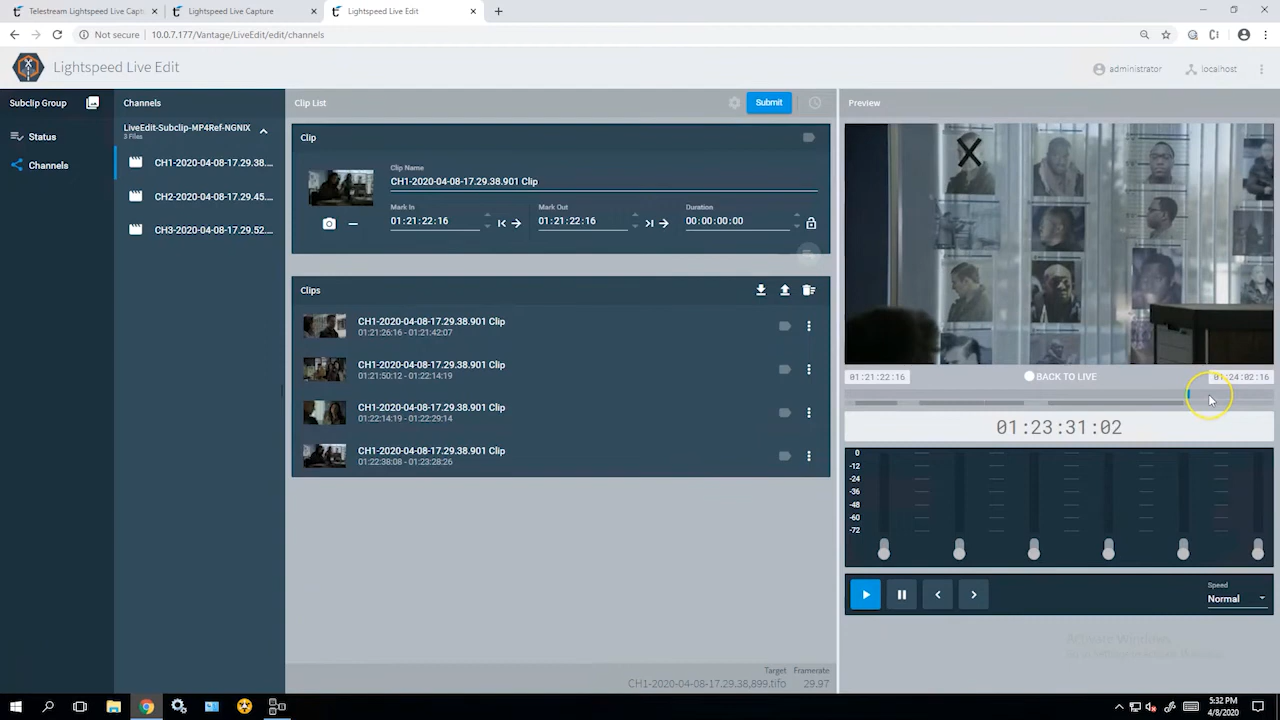 Telestream Lightspeed Live Capt
Lightspeed Live Capture
Lightspeed Live Edit
Not secure
10.0.7.177/Vantage/LiveEdit/edit/channels
Lightspeed Live Edit
administrator
localhost
Subclip Group
Channels
Clip List
Submit
Preview
Status
Channels
LiveEdit-Subclip-MP4Ref-NGNIX
3 Files
CH1-2020-04-08-17.29.38....
CH2-2020-04-08-17.29.45....
CH3-2020-04-08-17.29.52....
Clip
Clip Name
CH1-2020-04-08-17.29.38.901 Clip
Mark In
Mark Out
Duration
01:21:22:16
01:21:22:16
00:00:00:00
Clips
CH1-2020-04-08-17.29.38.901 Clip
01:21:26:16 - 01:21:42:07
CH1-2020-04-08-17.29.38.901 Clip
01:21:50:12 - 01:22:14:19
CH1-2020-04-08-17.29.38.901 Clip
01:22:14:19 - 01:22:29:14
CH1-2020-04-08-17.29.38.901 Clip
01:22:38:08 - 01:23:28:26
01:21:22:16
BACK TO LIVE
01:24:02:16
01:23:31:02
0
-12
-24
-36
-48
-60
-72
Speed
Normal
Activate Windows
Target
Framerate
CH1-2020-04-08-17.29.38.899.tifo
29.97
5:32 PM
4/8/2020